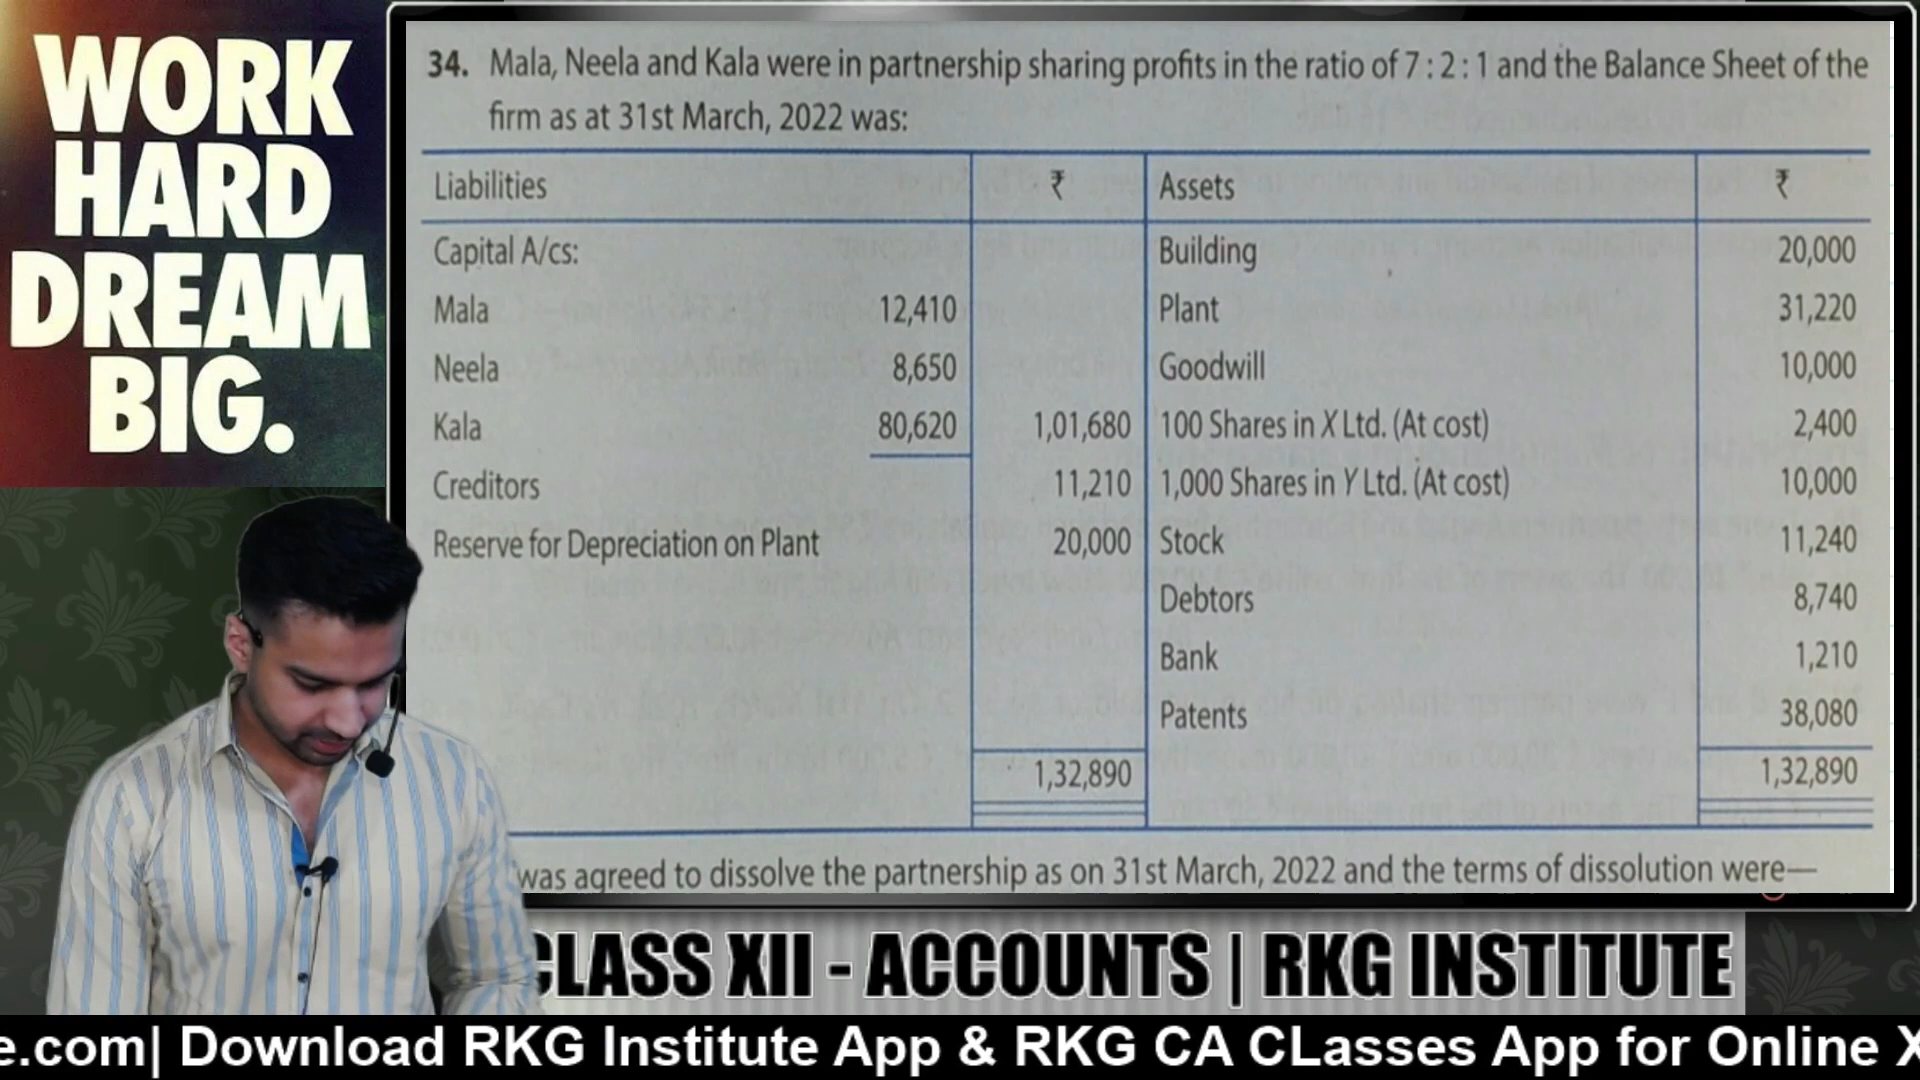 WORK
HARD
DREAM
BIG.
34. Mala, Neela and Kala were in partnership sharing profits in the ratio of 7 : 2 : 1 and the Balance Sheet of the
firm as at 31st March, 2022 was:
Liabilities ₹ Assets ₹
Capital A/cs: Building 20,000
Mala 12,410 Plant 31,220
Neela 8,650 Goodwill 10,000
Kala 80,620 1,01,680 100 Shares in X Ltd. (At cost) 2,400
Creditors 11,210 1,000 Shares in Y Ltd. (At cost) 10,000
Reserve for Depreciation on Plant 20,000 Stock 11,240
Debtors 8,740
Bank 1,210
Patents 38,080
1,32,890 1,32,890
was agreed to dissolve the partnership as on 31st March, 2022 and the terms of dissolution were—
CLASS XII - ACCOUNTS | RKG INSTITUTE
e.com| Download RKG Institute App & RKG CA CLasses App for Online X